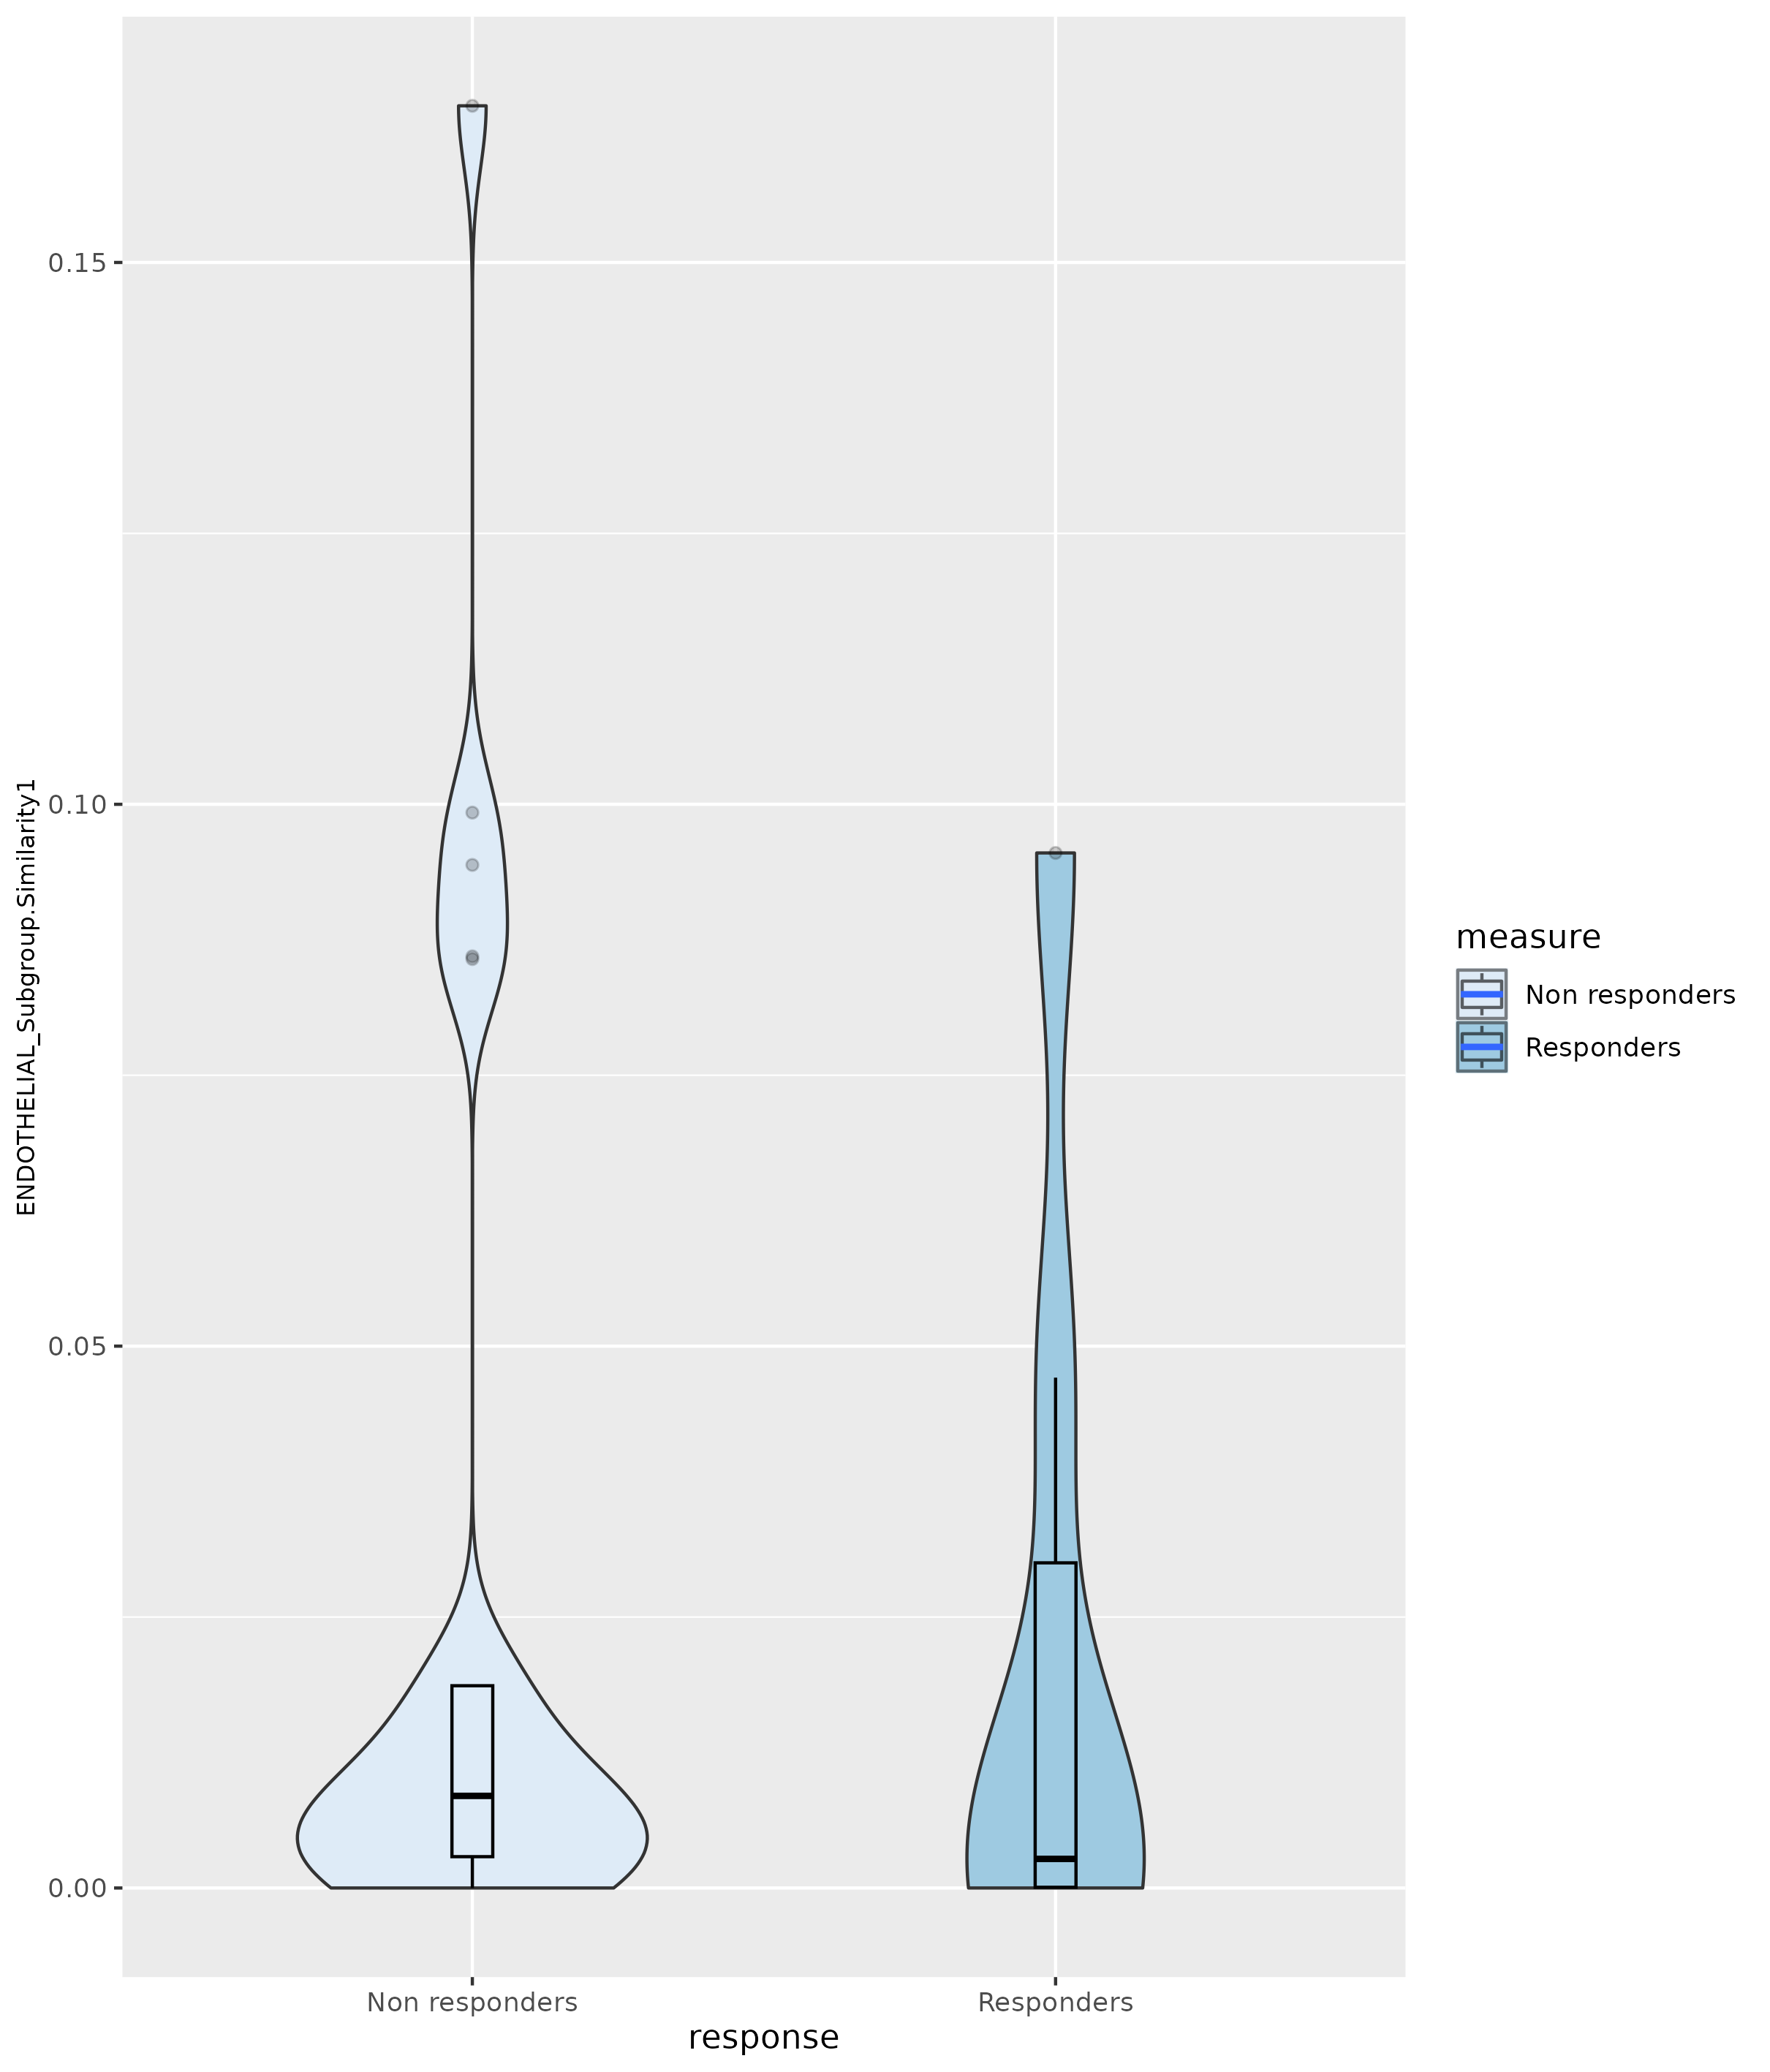 ENDOTHELIAL_Subgroup.Similarity1
0.15
0.10
0.05
0.00
Non responders
Responders
response
measure
Non responders
Responders